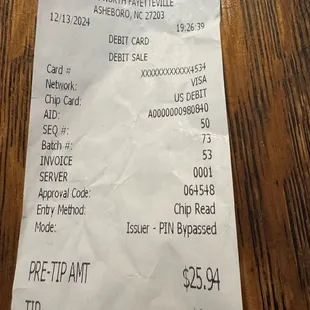 NORTH FAYETTEVILLE
ASHEBORO, NC 27203
12/13/2024 19:26:39
DEBIT CARD
DEBIT SALE
Card # XXXXXXXXXXXX4534
Network: VISA
Chip Card: US DEBIT
AID: A0000000980840
SEQ #: 50
Batch #: 73
INVOICE 53
SERVER 0001
Approval Code: 064548
Entry Method: Chip Read
Mode: Issuer - PIN Bypassed
PRE-TIP AMT $25.94
TIP